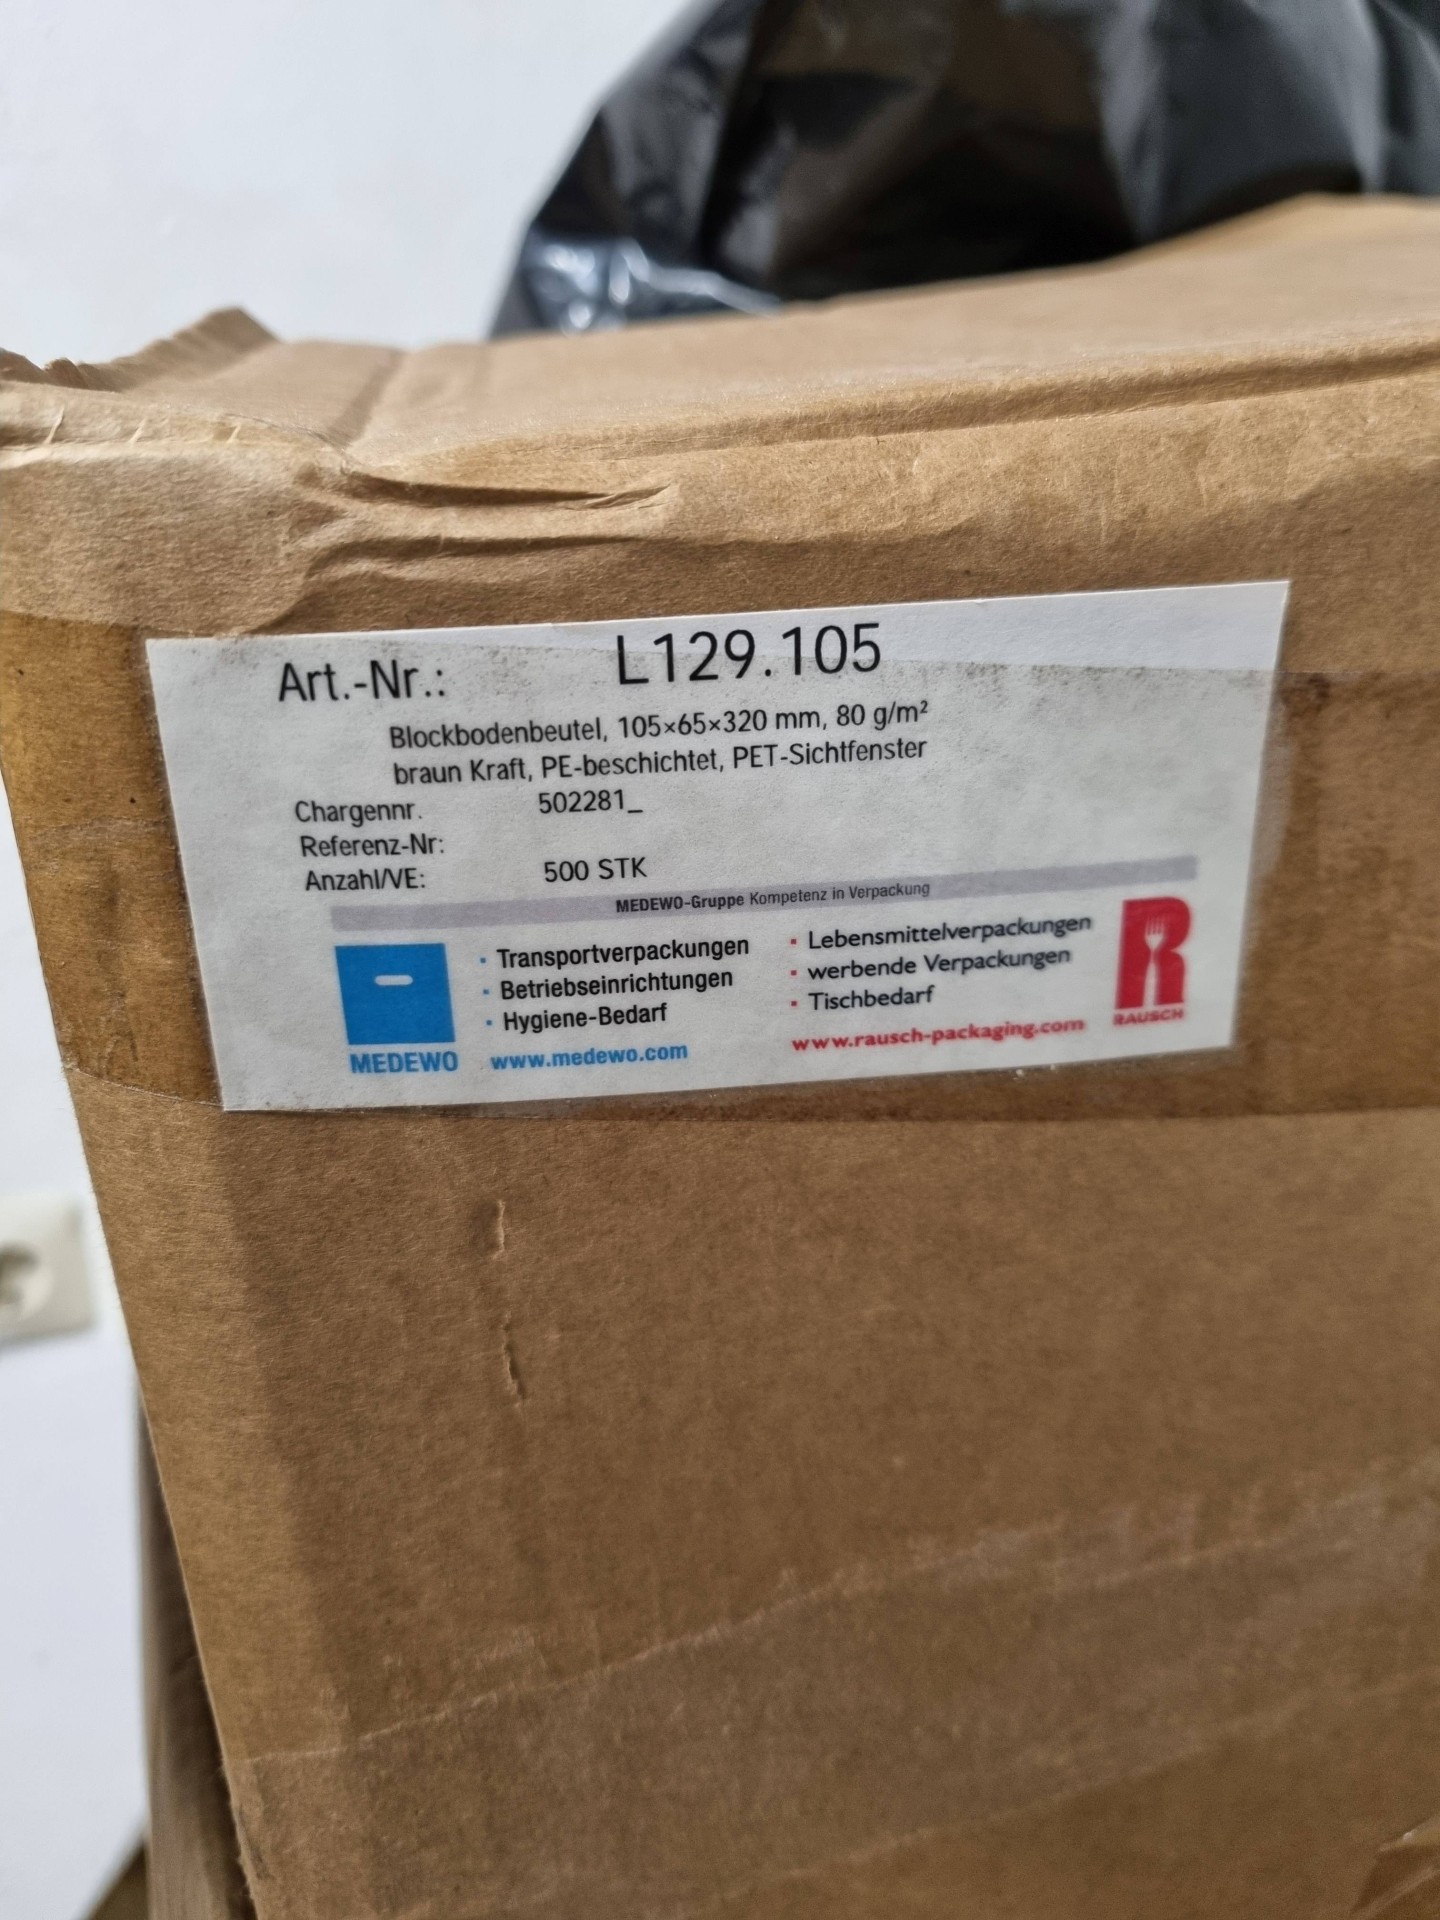 Art.-Nr.: L129.105
Blockbodenbeutel, 105×65×320 mm, 80 g/m²
braun Kraft, PE-beschichtet, PET-Sichtfenster
Chargennr. 502281_
Referenz-Nr:
Anzahl/VE: 500 STK
MEDEWO-Gruppe Kompetenz in Verpackung
· Transportverpackungen
· Betriebseinrichtungen
· Hygiene-Bedarf
MEDEWO www.medewo.com
· Lebensmittelverpackungen
· werbende Verpackungen
· Tischbedarf
www.rausch-packaging.com
R
RAUSCH